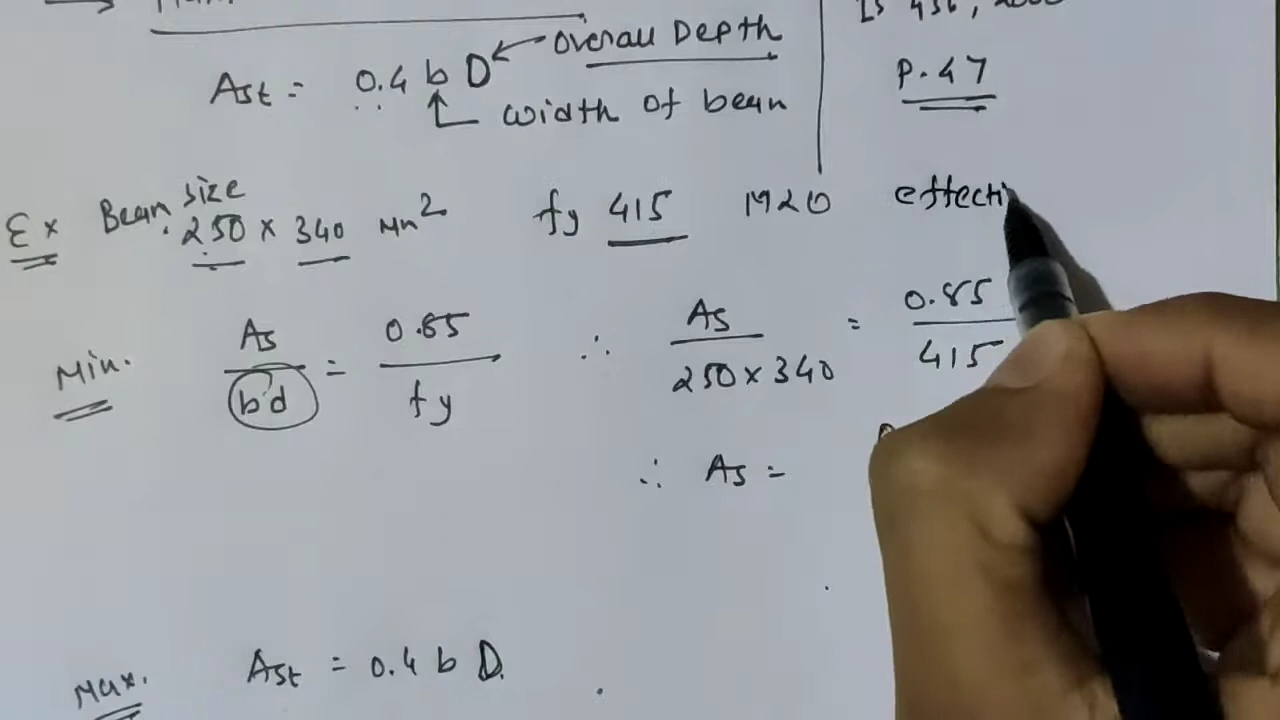 Ast = 0.4 b D ← Overall Depth
width of beam
P.47
Ex Beam size 250 x 340 mm2 fy 415 M20 effecti
Min. As / bd = 0.85 / fy ∴ As / 250 x 340 = 0.85 / 415
∴ As =
Max. Ast = 0.4 b D.